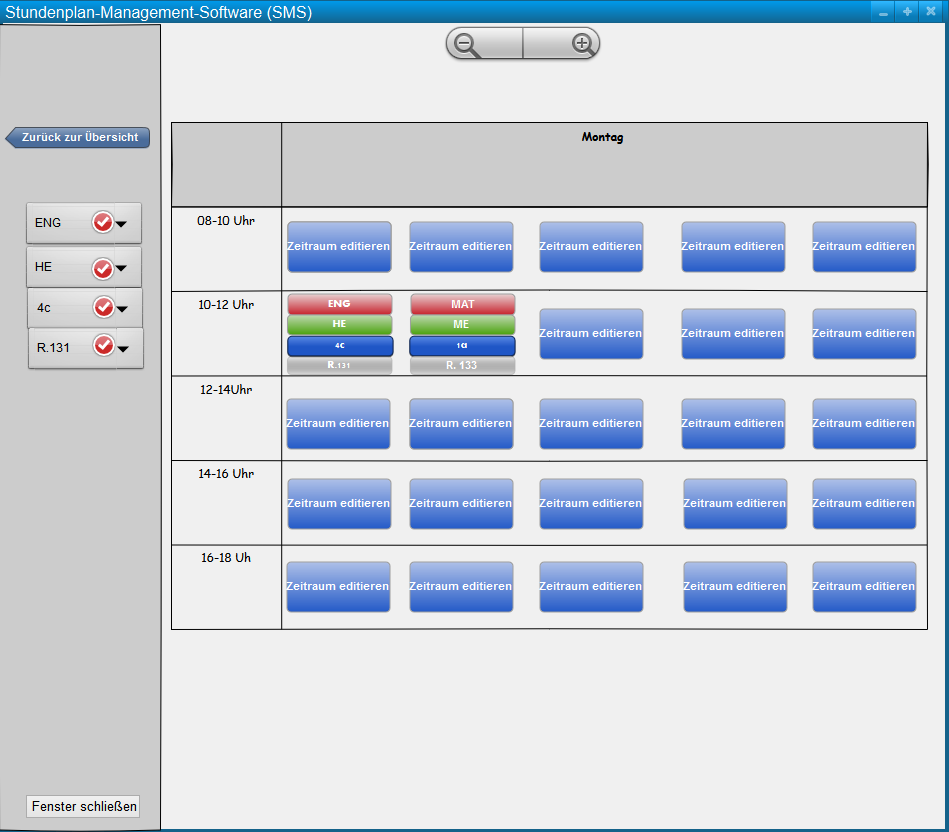 Stundenplan-Management-Software (SMS)
Zurück zur Übersicht
ENG
HE
4c
R.131
Fenster schließen
Montag
08-10 Uhr
Zeitraum editieren Zeitraum editieren Zeitraum editieren Zeitraum editieren Zeitraum editieren
10-12 Uhr
ENG MAT
HE ME
4c 1a
R.131 R. 133
Zeitraum editieren Zeitraum editieren Zeitraum editieren
12-14Uhr
Zeitraum editieren Zeitraum editieren Zeitraum editieren Zeitraum editieren Zeitraum editieren
14-16 Uhr
Zeitraum editieren Zeitraum editieren Zeitraum editieren Zeitraum editieren Zeitraum editieren
16-18 Uh
Zeitraum editieren Zeitraum editieren Zeitraum editieren Zeitraum editieren Zeitraum editieren